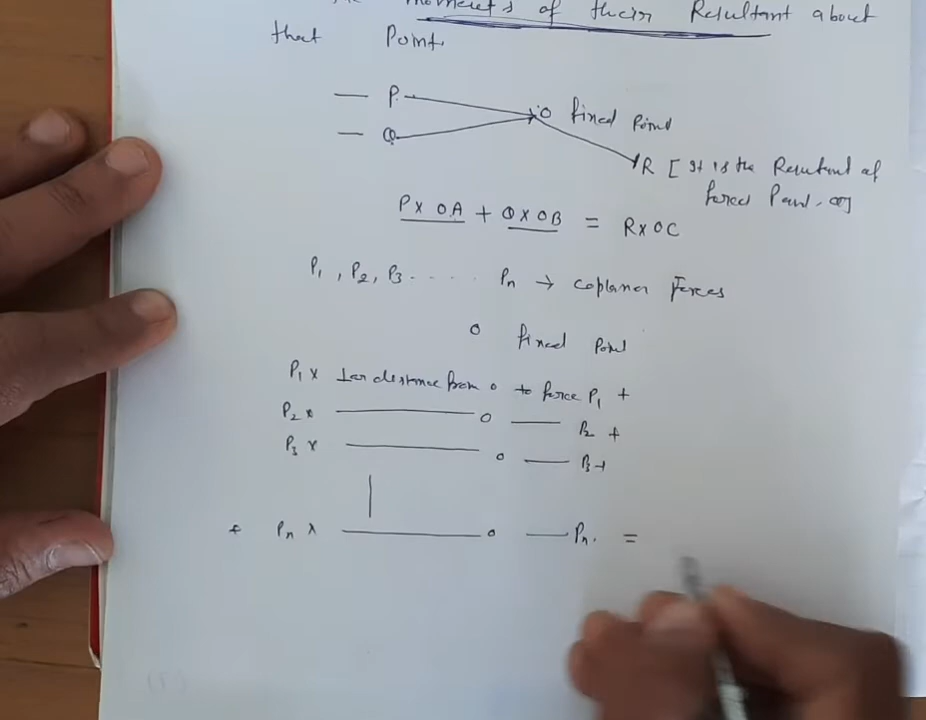 moments of their Resultant about
that Point.
— P. O fixed Point
— Q
R [ It is the Resultant of
forces P and
P x OA + Q x OB = R x OC
P1, P2, P3 ..... Pn → coplaner Forces
O fixed Point
P1 x Lar distance from o to force P1 +
P2 x ——— o —— P2 +
P3 x ——— o —— P3 +
|
+ Pn x ——— o —— Pn. =